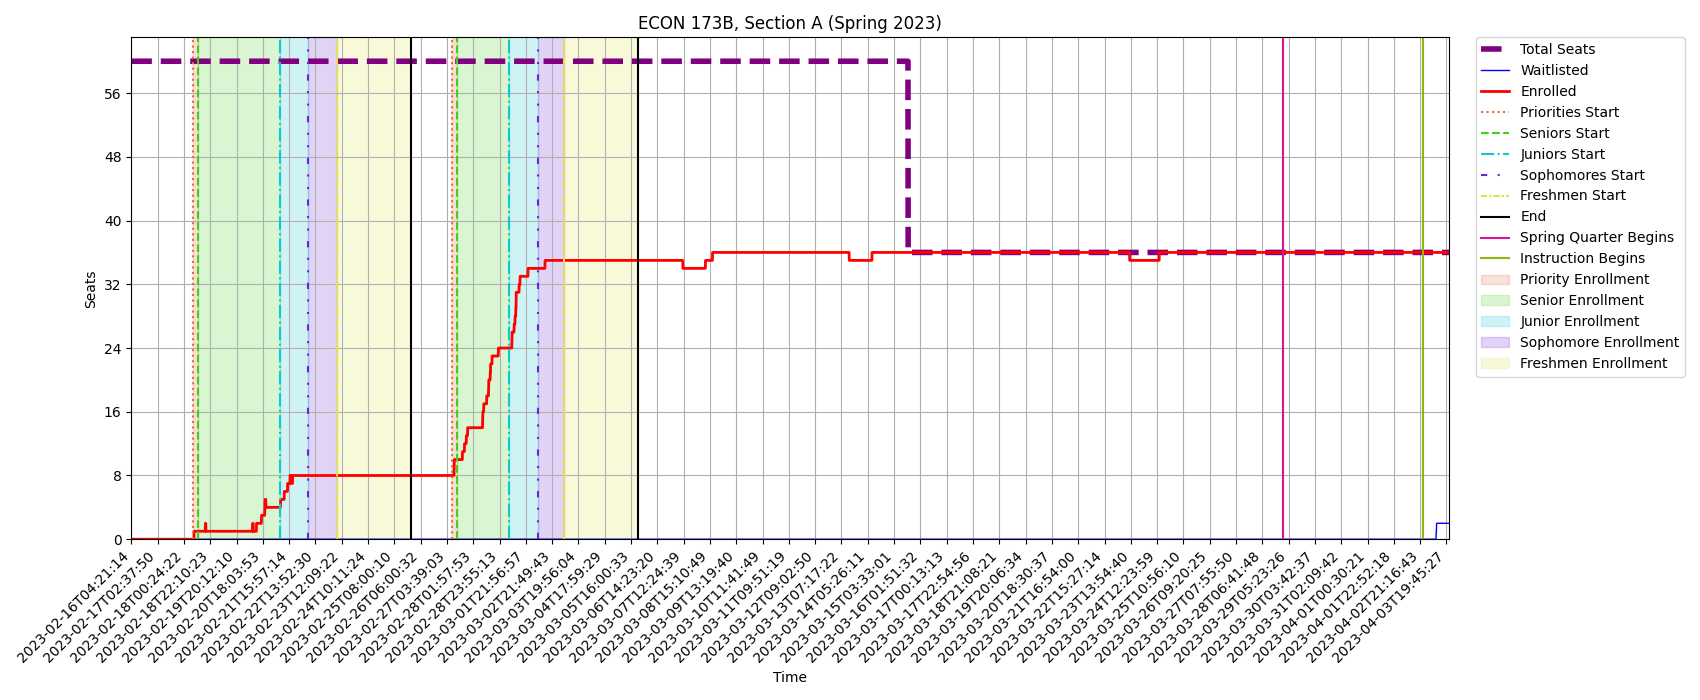 ECON 173B, Section A (Spring 2023)
Seats
56
48
40
32
24
16
8
0
2023-02-16T04:21:14
2023-02-17T02:37:50
2023-02-18T00:24:22
2023-02-18T22:10:23
2023-02-19T20:12:10
2023-02-20T18:03:53
2023-02-21T15:57:14
2023-02-22T13:52:30
2023-02-23T12:09:22
2023-02-24T10:11:24
2023-02-25T08:00:10
2023-02-26T06:00:32
2023-02-27T03:39:03
2023-02-28T01:57:53
2023-02-28T23:55:13
2023-03-01T21:56:57
2023-03-02T21:49:43
2023-03-03T19:56:04
2023-03-04T17:59:29
2023-03-05T16:00:33
2023-03-06T14:23:20
2023-03-07T12:24:39
2023-03-08T15:10:49
2023-03-09T13:19:40
2023-03-10T11:41:49
2023-03-11T09:51:19
2023-03-12T09:02:50
2023-03-13T07:17:22
2023-03-14T05:26:11
2023-03-15T03:33:01
2023-03-16T01:51:32
2023-03-17T00:13:13
2023-03-17T22:54:56
2023-03-18T21:08:21
2023-03-19T20:06:34
2023-03-20T18:30:37
2023-03-21T16:54:00
2023-03-22T15:27:14
2023-03-23T13:54:40
2023-03-24T12:23:59
2023-03-25T10:56:10
2023-03-26T09:20:25
2023-03-27T07:55:50
2023-03-28T06:41:48
2023-03-29T05:23:26
2023-03-30T03:42:37
2023-03-31T02:09:42
2023-04-01T00:30:21
2023-04-01T22:52:18
2023-04-02T21:16:43
2023-04-03T19:45:27
Time
Total Seats
Waitlisted
Enrolled
Priorities Start
Seniors Start
Juniors Start
Sophomores Start
Freshmen Start
End
Spring Quarter Begins
Instruction Begins
Priority Enrollment
Senior Enrollment
Junior Enrollment
Sophomore Enrollment
Freshmen Enrollment